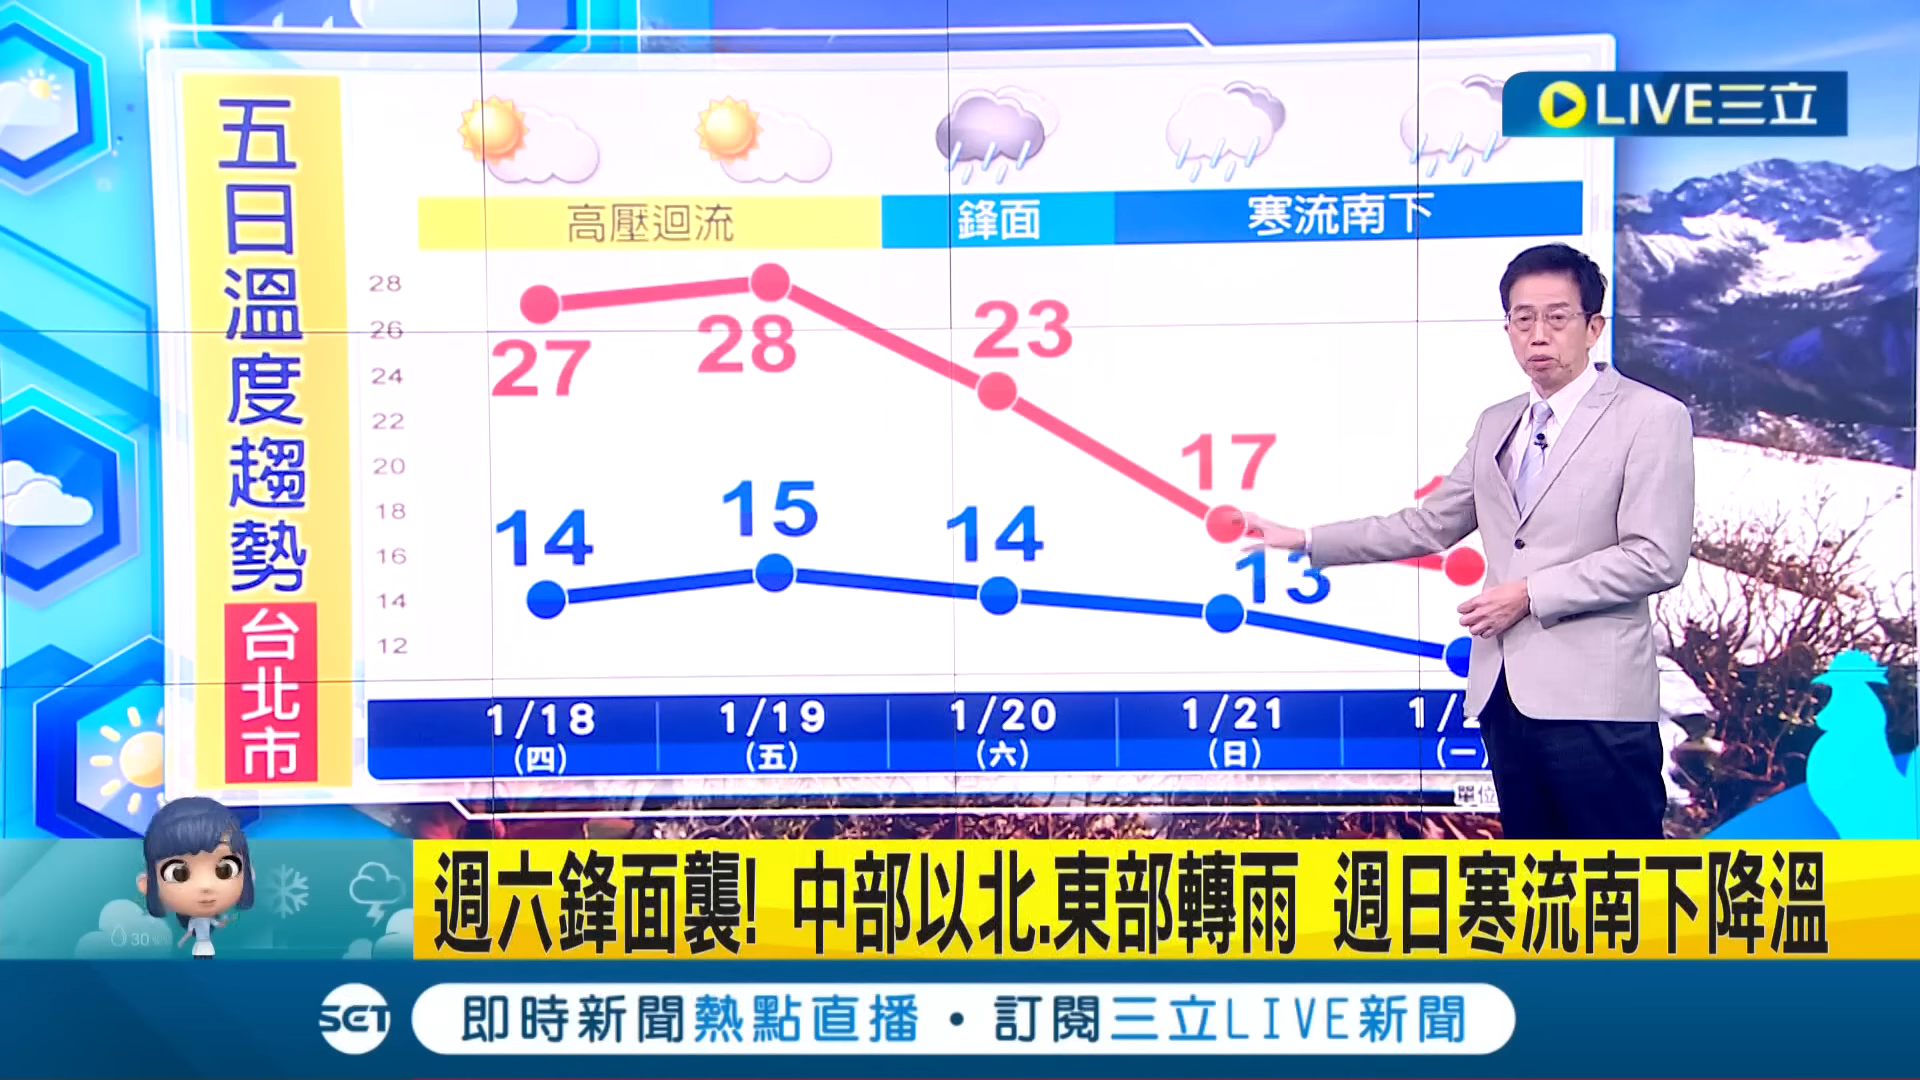 LIVE三立
五日溫度趨勢
台北市
高壓迴流
鋒面
寒流南下
28
26
24
22
20
18
16
14
12
27
28
23
17
14
15
14
13
1/18
(四)
1/19
(五)
1/20
(六)
1/21
(日)
(一)
單位
30
週六鋒面襲! 中部以北.東部轉雨 週日寒流南下降溫
SET
即時新聞熱點直播・訂閱三立LIVE新聞